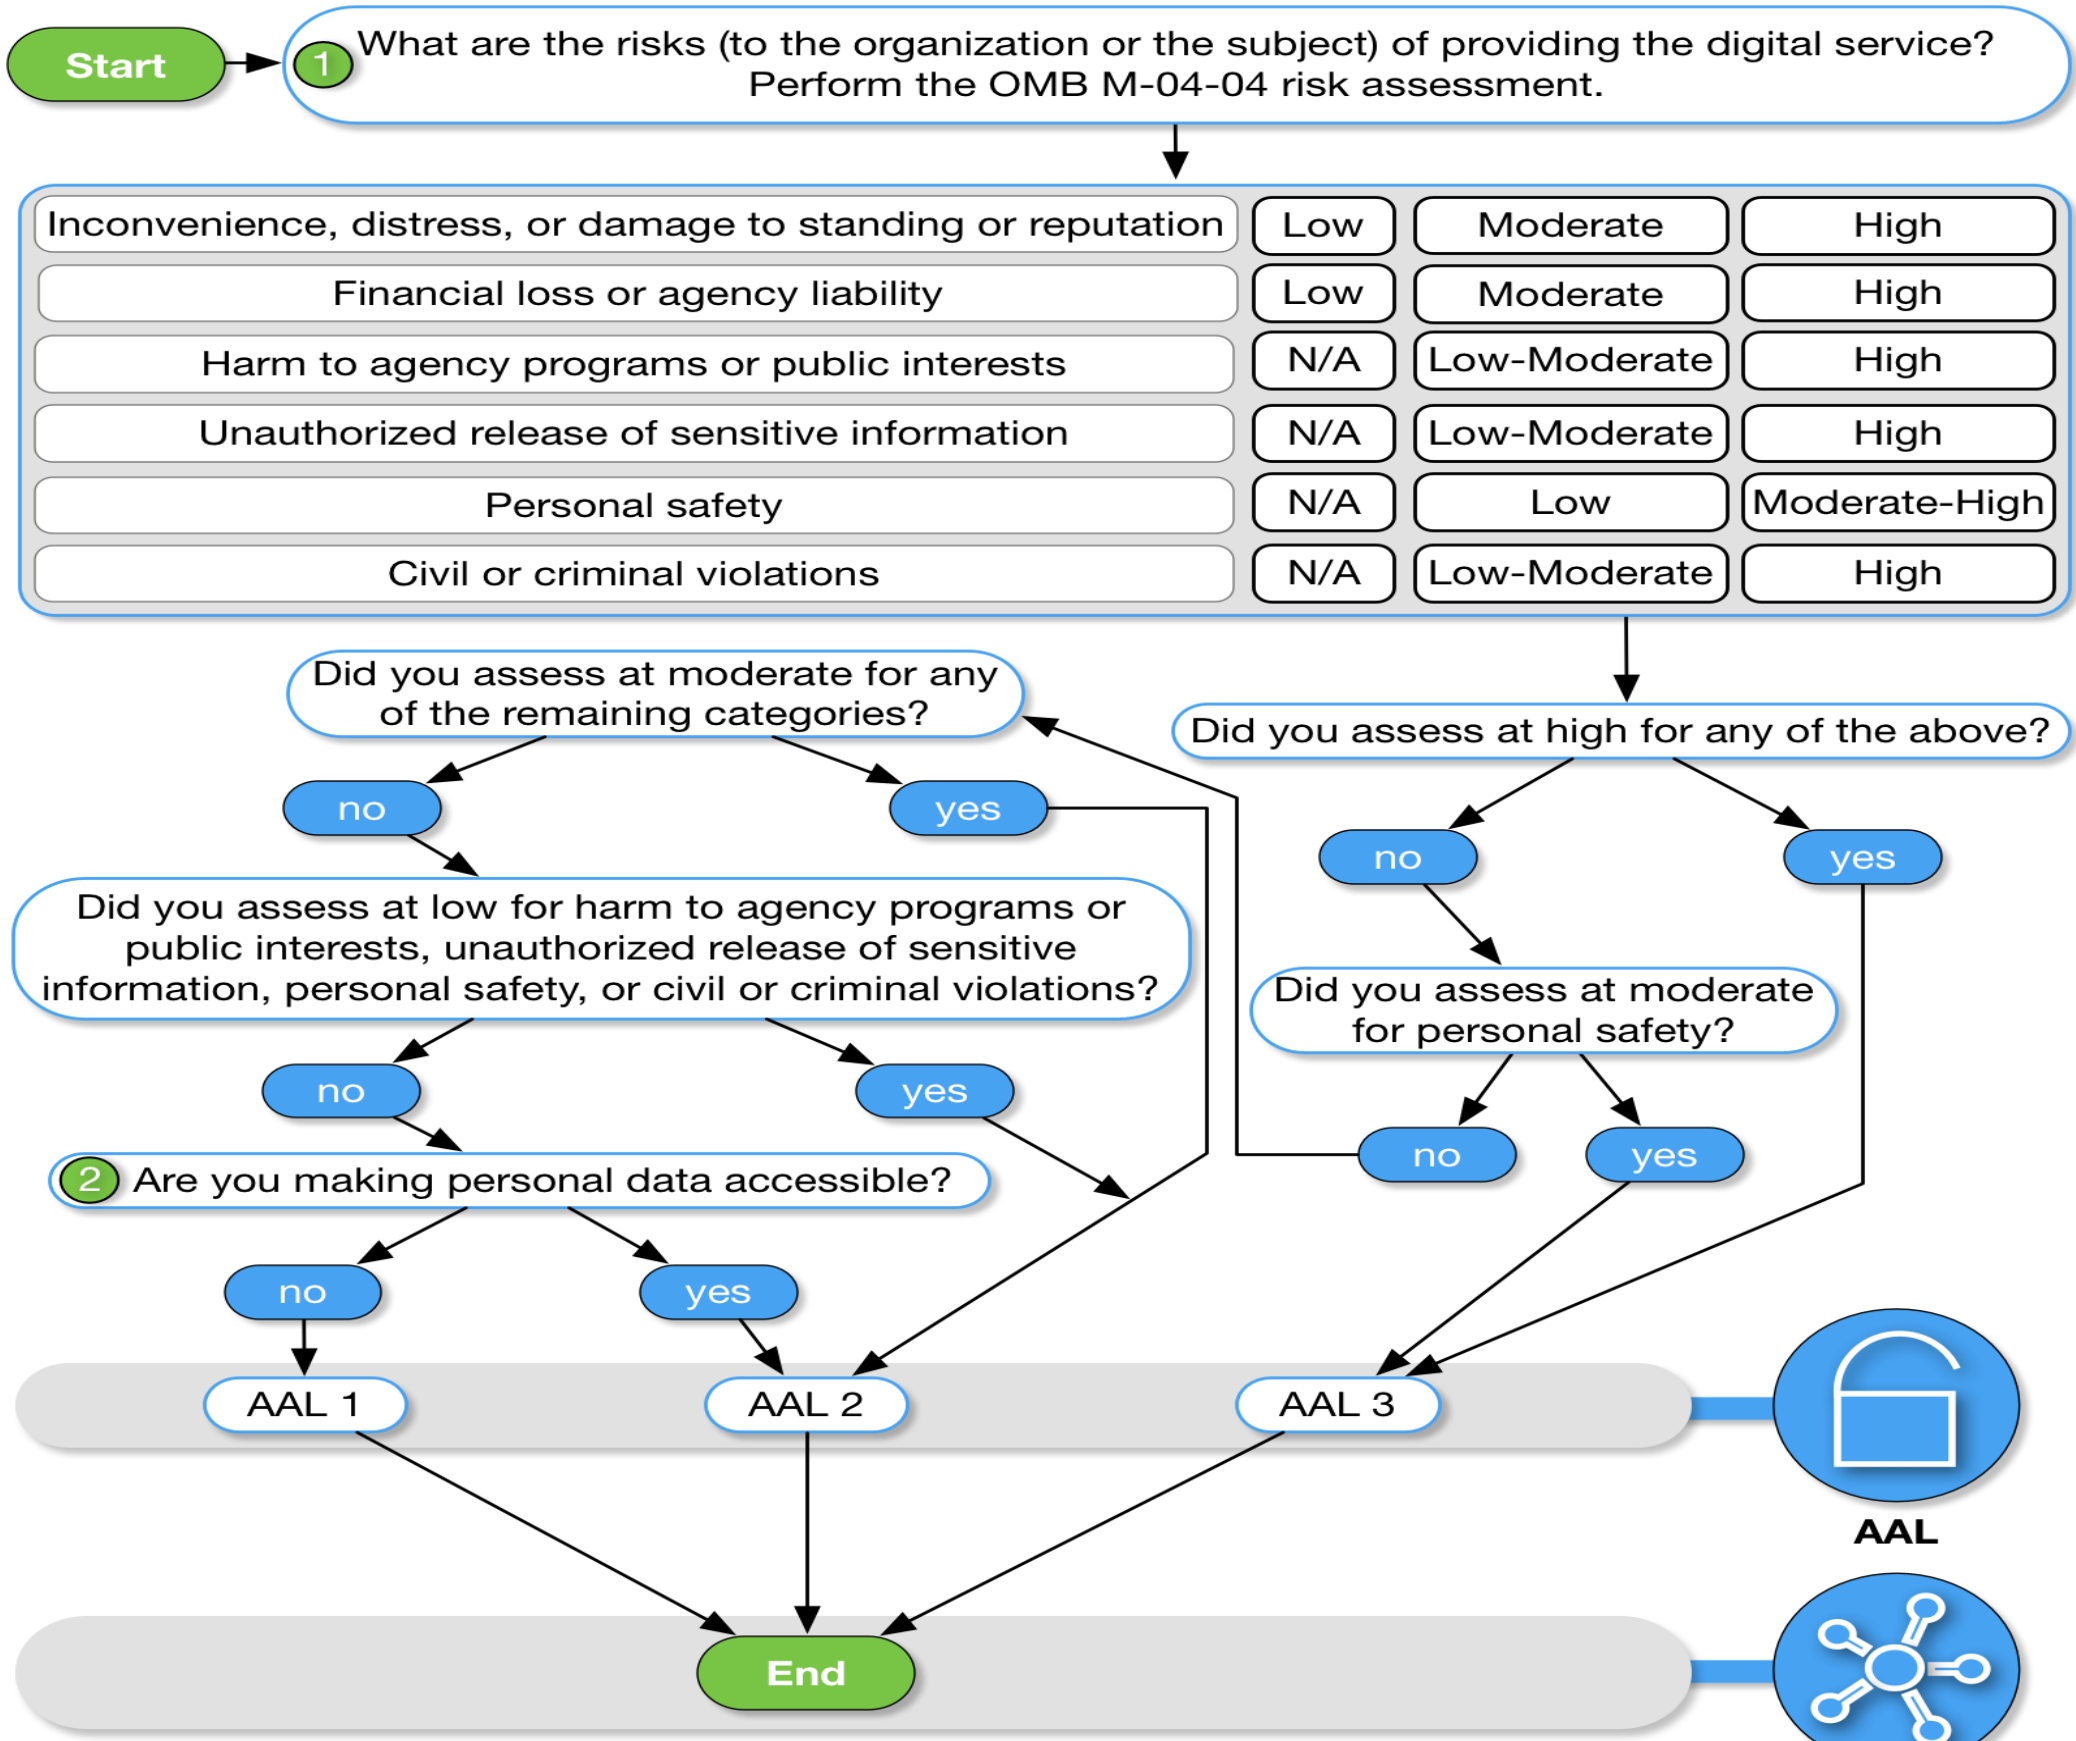 Start
1
What are the risks (to the organization or the subject) of providing the digital service?
Perform the OMB M-04-04 risk assessment.
Inconvenience, distress, or damage to standing or reputation Low Moderate High
Financial loss or agency liability Low Moderate High
Harm to agency programs or public interests N/A Low-Moderate High
Unauthorized release of sensitive information N/A Low-Moderate High
Personal safety N/A Low Moderate-High
Civil or criminal violations N/A Low-Moderate High
Did you assess at high for any of the above?
no
yes
Did you assess at moderate
for personal safety?
no
yes
Did you assess at moderate for any
of the remaining categories?
no
yes
Did you assess at low for harm to agency programs or
public interests, unauthorized release of sensitive
information, personal safety, or civil or criminal violations?
no
yes
2
Are you making personal data accessible?
no
yes
AAL 1
AAL 2
AAL 3
AAL
End